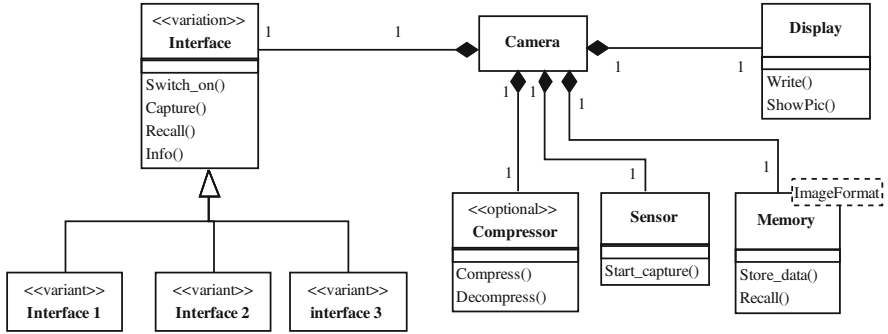 <<variation>>
Interface
Switch_on()
Capture()
Recall()
Info()
1
1
Camera
1
1
Display
Write()
ShowPic()
1
1
1
1
1
1
<<optional>>
Compressor
Compress()
Decompress()
Sensor
Start_capture()
ImageFormat
Memory
Store_data()
Recall()
<<variant>>
Interface 1
<<variant>>
Interface 2
<<variant>>
interface 3